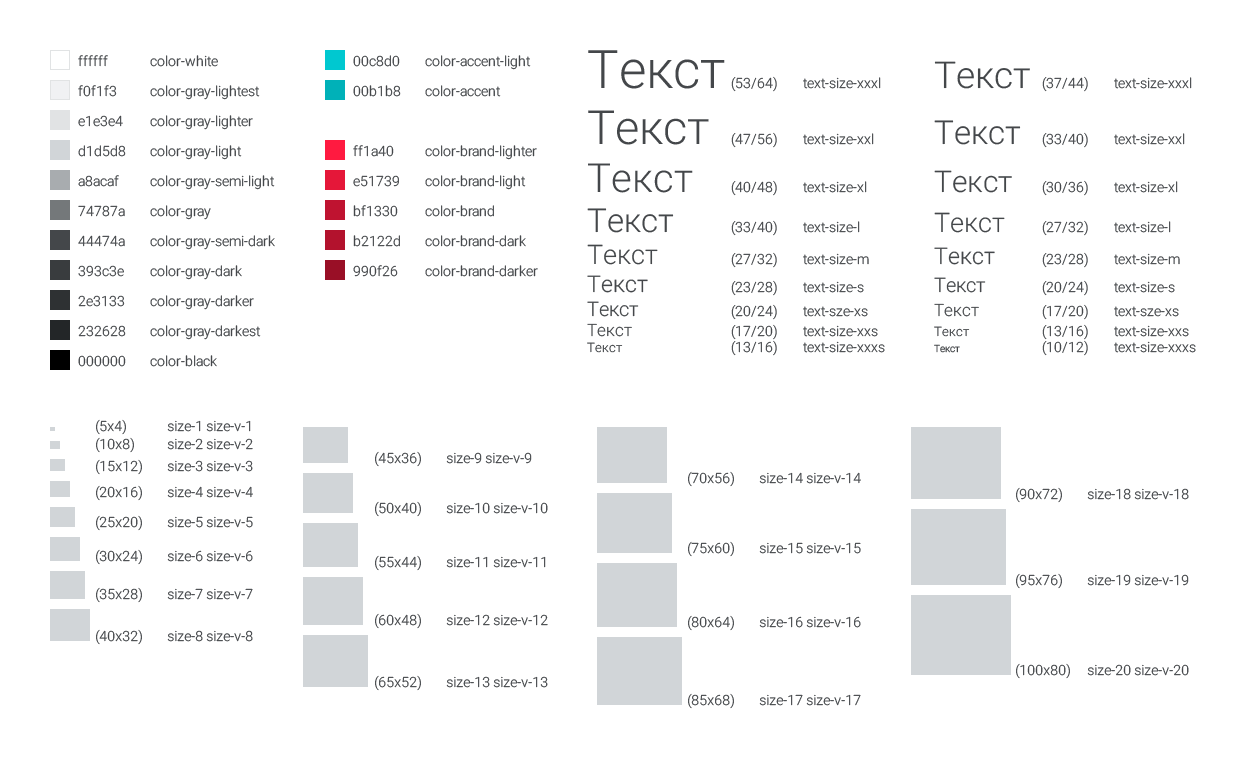 ffffff color-white
f0f1f3 color-gray-lightest
e1e3e4 color-gray-lighter
d1d5d8 color-gray-light
a8acaf color-gray-semi-light
74787a color-gray
44474a color-gray-semi-dark
393c3e color-gray-dark
2e3133 color-gray-darker
232628 color-gray-darkest
000000 color-black
00c8d0 color-accent-light
00b1b8 color-accent
ff1a40 color-brand-lighter
e51739 color-brand-light
bf1330 color-brand
b2122d color-brand-dark
990f26 color-brand-darker
Текст (53/64) text-size-xxxl
Текст (47/56) text-size-xxl
Текст (40/48) text-size-xl
Текст (33/40) text-size-l
Текст (27/32) text-size-m
Текст (23/28) text-size-s
Текст (20/24) text-sze-xs
Текст (17/20) text-size-xxs
Текст (13/16) text-size-xxxs
Текст (37/44) text-size-xxxl
Текст (33/40) text-size-xxl
Текст (30/36) text-size-xl
Текст (27/32) text-size-l
Текст (23/28) text-size-m
Текст (20/24) text-size-s
Текст (17/20) text-sze-xs
Текст (13/16) text-size-xxs
Текст (10/12) text-size-xxxs
(5x4) size-1 size-v-1
(10x8) size-2 size-v-2
(15x12) size-3 size-v-3
(20x16) size-4 size-v-4
(25x20) size-5 size-v-5
(30x24) size-6 size-v-6
(35x28) size-7 size-v-7
(40x32) size-8 size-v-8
(45x36) size-9 size-v-9
(50x40) size-10 size-v-10
(55x44) size-11 size-v-11
(60x48) size-12 size-v-12
(65x52) size-13 size-v-13
(70x56) size-14 size-v-14
(75x60) size-15 size-v-15
(80x64) size-16 size-v-16
(85x68) size-17 size-v-17
(90x72) size-18 size-v-18
(95x76) size-19 size-v-19
(100x80) size-20 size-v-20